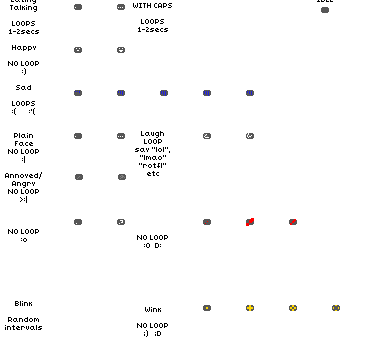 Eating
Talking
LOOPS
1-2secs
WITH CAPS
LOOPS
1-2secs
IDLE
Happy
NO LOOP
:)
Sad
LOOPS
:( :'(
Plain
Face
NO LOOP
:|
Laugh
LOOP
say "lol",
"lmao"
"rotfl"
etc
Annoyed/
Angry
NO LOOP
>:|
NO LOOP
:o
NO LOOP
:O D:
Blink
Random
intervals
Wink
NO LOOP
;) ;D